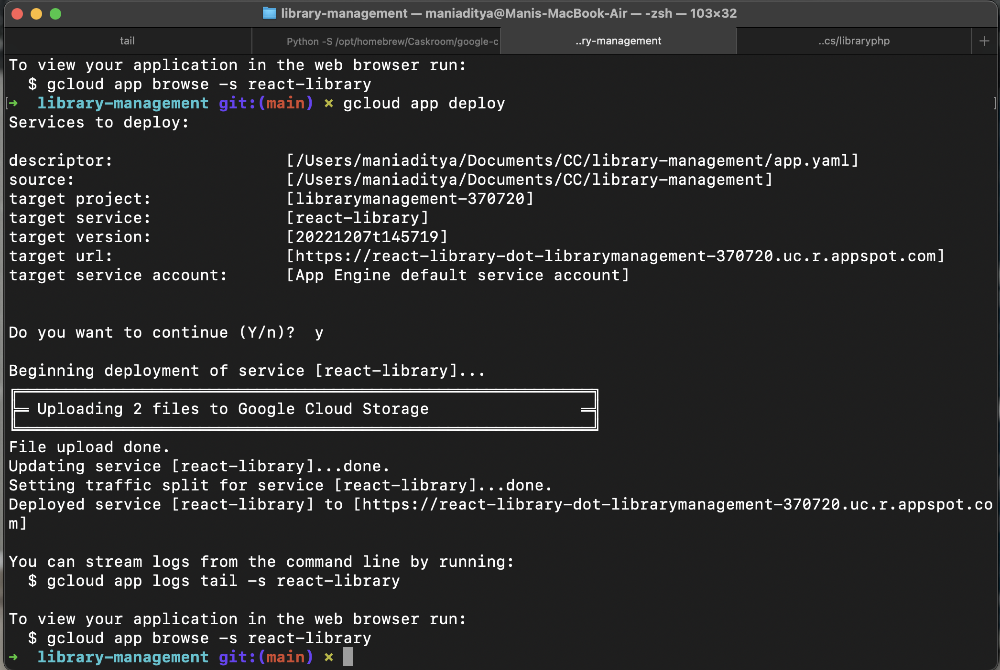 library-management — maniaditya@Manis-MacBook-Air — -zsh — 103×32
tail
Python -S /opt/homebrew/Caskroom/google-c
..ry-management
..cs/libraryphp
+
To view your application in the web browser run:
  $ gcloud app browse -s react-library
[➜  library-management git:(main) ✗ gcloud app deploy ]
Services to deploy:
descriptor: [/Users/maniaditya/Documents/CC/library-management/app.yaml]
source: [/Users/maniaditya/Documents/CC/library-management]
target project: [librarymanagement-370720]
target service: [react-library]
target version: [20221207t145719]
target url: [https://react-library-dot-librarymanagement-370720.uc.r.appspot.com]
target service account: [App Engine default service account]
Do you want to continue (Y/n)?  y
Beginning deployment of service [react-library]...
Uploading 2 files to Google Cloud Storage
File upload done.
Updating service [react-library]...done.
Setting traffic split for service [react-library]...done.
Deployed service [react-library] to [https://react-library-dot-librarymanagement-370720.uc.r.appspot.co
m]
You can stream logs from the command line by running:
  $ gcloud app logs tail -s react-library
To view your application in the web browser run:
  $ gcloud app browse -s react-library
➜  library-management git:(main) ✗